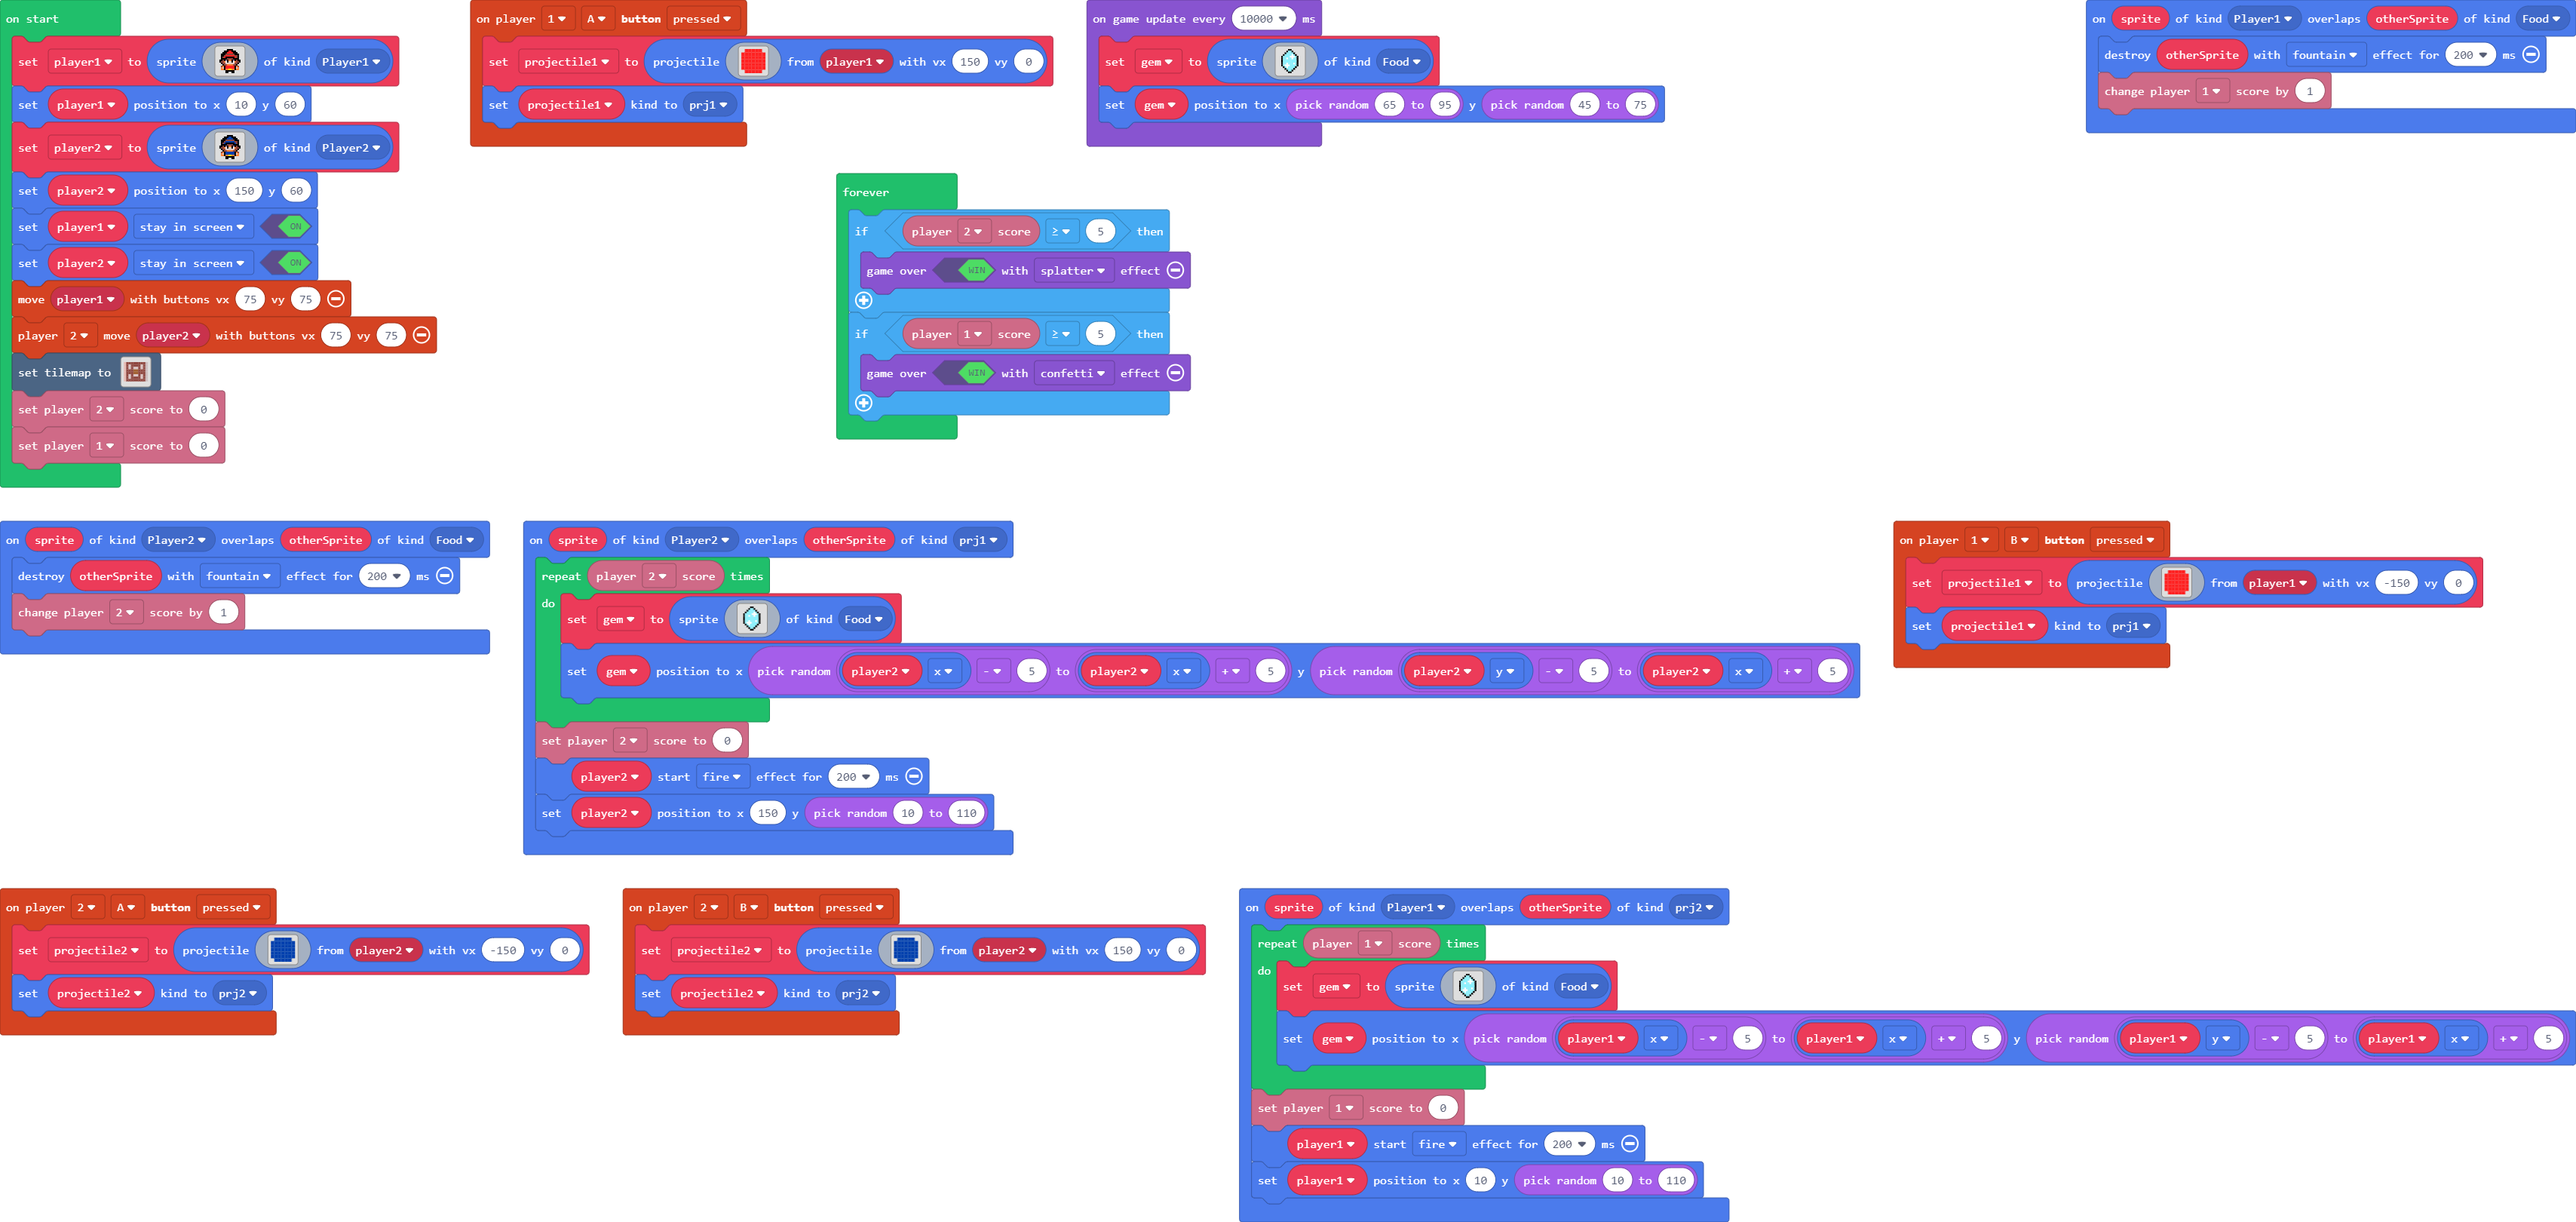 on start
set player1 to sprite of kind Player1
set player1 position to x 10 y 60
set player2 to sprite of kind Player2
set player2 position to x 150 y 60
set player1 stay in screen ON
set player2 stay in screen ON
move player1 with buttons vx 75 vy 75
player 2 move player2 with buttons vx 75 vy 75
set tilemap to
set player 2 score to 0
set player 1 score to 0
on player 1 A button pressed
set projectile1 to projectile from player1 with vx 150 vy 0
set projectile1 kind to prj1
on game update every 10000 ms
set gem to sprite of kind Food
set gem position to x pick random 65 to 95 y pick random 45 to 75
on sprite of kind Player1 overlaps otherSprite of kind Food
destroy otherSprite with fountain effect for 200 ms
change player 1 score by 1
forever
if player 2 score ≥ 5 then
game over WIN with splatter effect
if player 1 score ≥ 5 then
game over WIN with confetti effect
on sprite of kind Player2 overlaps otherSprite of kind Food
destroy otherSprite with fountain effect for 200 ms
change player 2 score by 1
on sprite of kind Player2 overlaps otherSprite of kind prj1
repeat player 2 score times
do
set gem to sprite of kind Food
set gem position to x pick random player2 x - 5 to player2 x + 5 y pick random player2 y - 5 to player2 x + 5
set player 2 score to 0
player2 start fire effect for 200 ms
set player2 position to x 150 y pick random 10 to 110
on player 1 B button pressed
set projectile1 to projectile from player1 with vx -150 vy 0
set projectile1 kind to prj1
on player 2 A button pressed
set projectile2 to projectile from player2 with vx -150 vy 0
set projectile2 kind to prj2
on player 2 B button pressed
set projectile2 to projectile from player2 with vx 150 vy 0
set projectile2 kind to prj2
on sprite of kind Player1 overlaps otherSprite of kind prj2
repeat player 1 score times
do
set gem to sprite of kind Food
set gem position to x pick random player1 x - 5 to player1 x + 5 y pick random player1 y - 5 to player1 x + 5
set player 1 score to 0
player1 start fire effect for 200 ms
set player1 position to x 10 y pick random 10 to 110